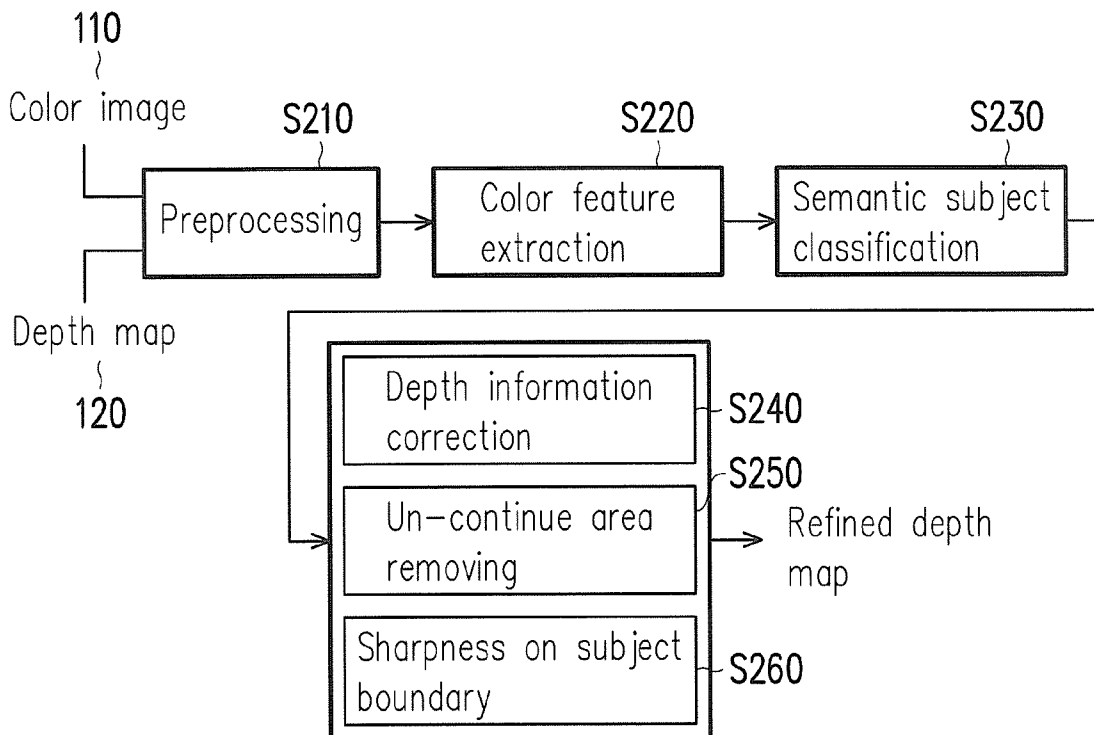 110
Color image
S210
S220
S230
Preprocessing
Color feature
extraction
Semantic subject
classification
Depth map
120
Depth information
correction
S240
S250
Un-continue area
removing
Refined depth
map
Sharpness on subject
boundary
S260